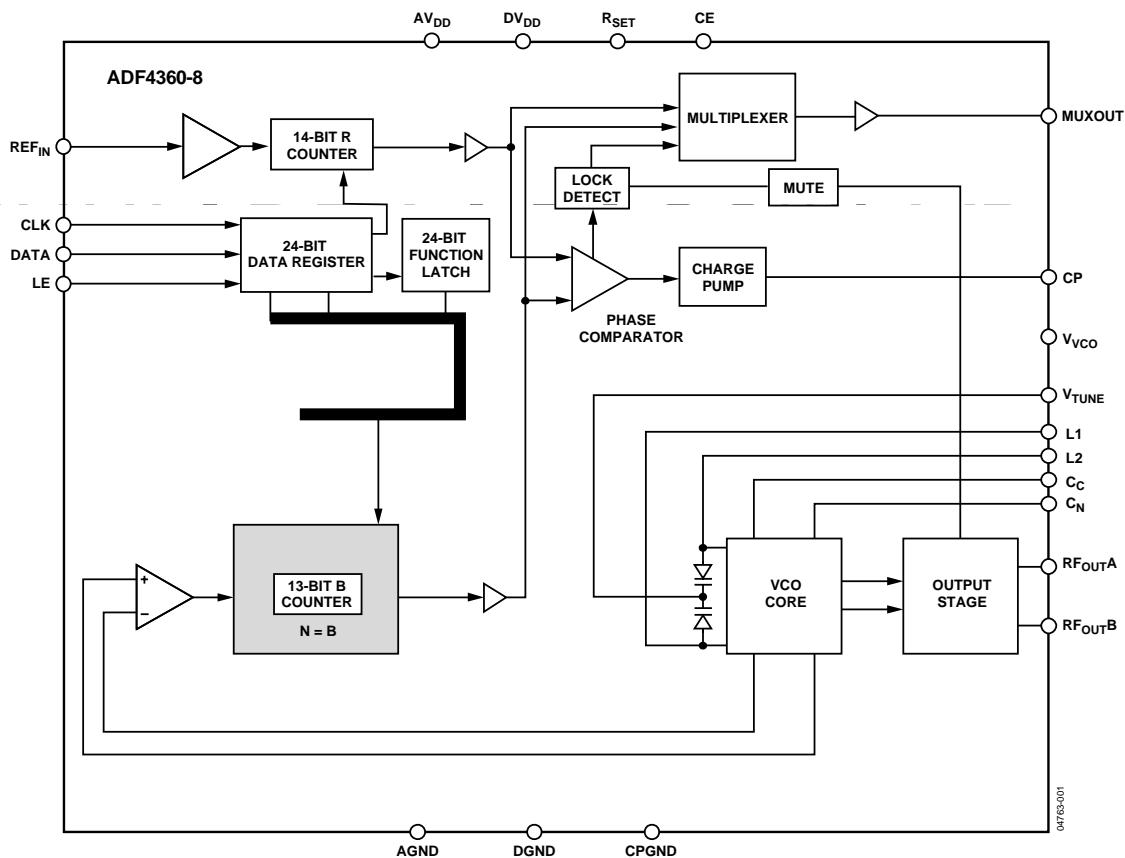 AVDD DVDD RSET CE
ADF4360-8
MULTIPLEXER
MUXOUT
14-BIT R
COUNTER
REFIN
LOCK
DETECT
MUTE
CLK
DATA
LE
24-BIT
DATA REGISTER
24-BIT
FUNCTION
LATCH
CHARGE
PUMP
CP
PHASE
COMPARATOR
VVCO
VTUNE
L1
L2
CC
CN
+
−
13-BIT B
COUNTER
N = B
VCO
CORE
OUTPUT
STAGE
RFOUTA
RFOUTB
04763-001
AGND DGND CPGND